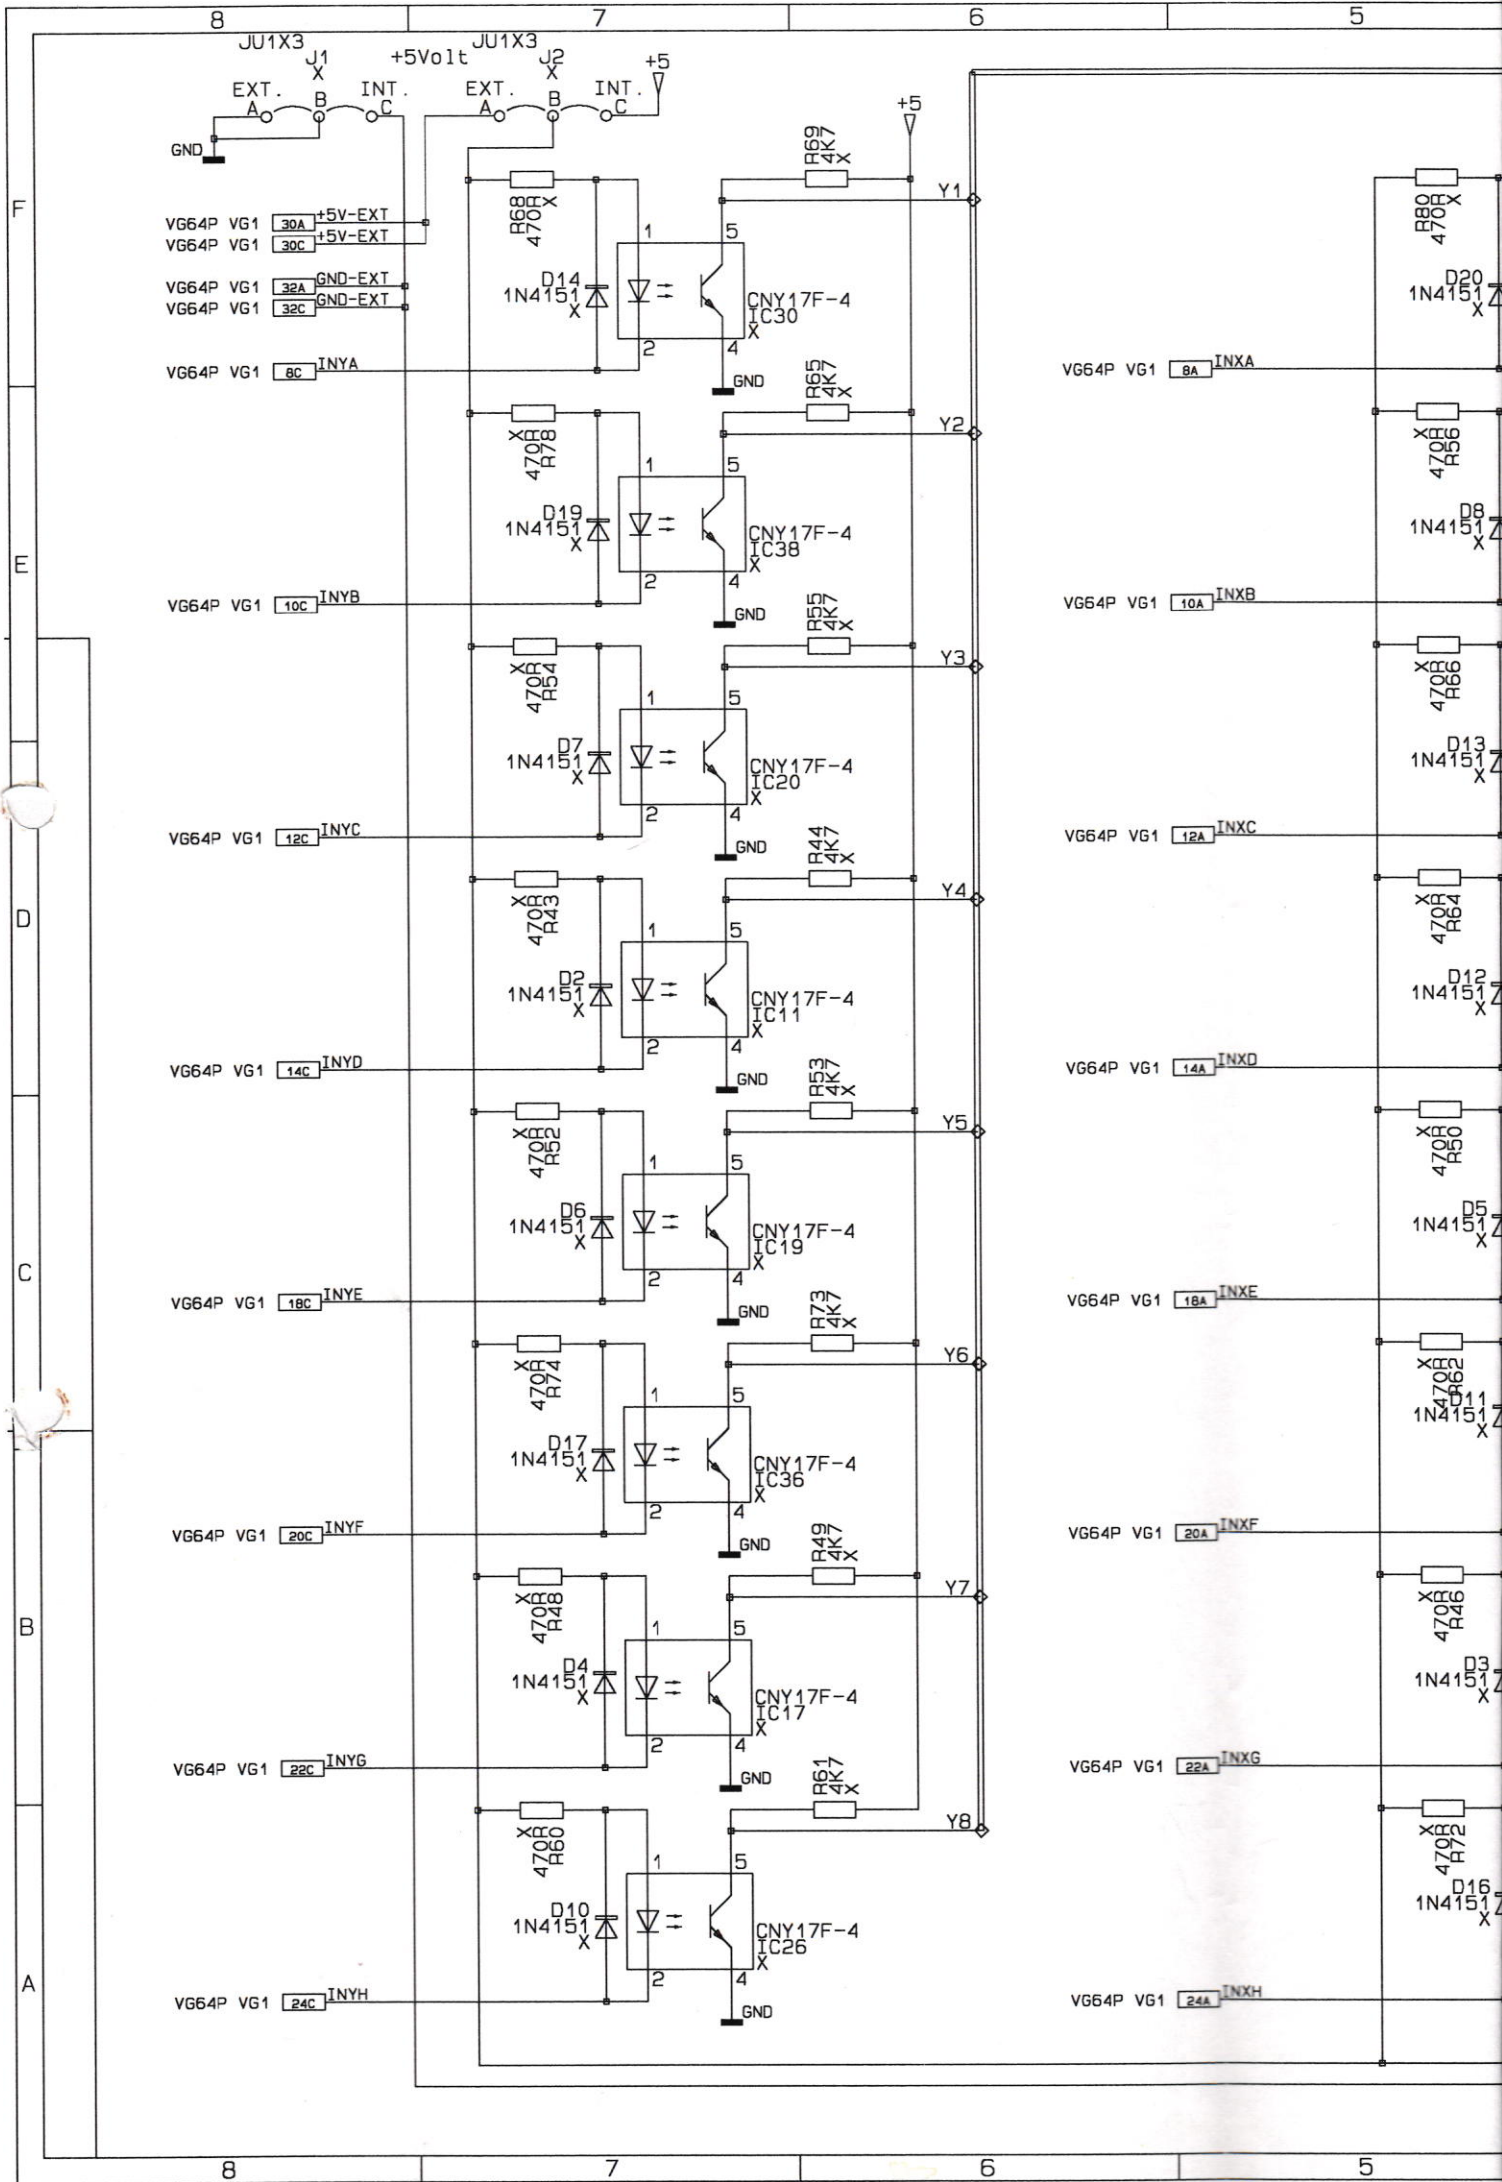 8
7
6
5
JU1X3
J1
X
+5Volt
JU1X3
J2
X
+5
EXT.
A
B
INT.
C
EXT.
A
B
INT.
C
GND
+5
F
VG64P VG1 30A +5V-EXT
VG64P VG1 30C +5V-EXT
VG64P VG1 32A GND-EXT
VG64P VG1 32C GND-EXT
R68
470R
X
R69
4K7
X
Y1
1
5
D14
1N4151
X
CNY17F-4
IC30
X
2
4
GND
VG64P VG1 8C INYA
R80
470R
X
D20
1N4151
X
VG64P VG1 8A INXA
X
470R
R78
R65
4K7
X
Y2
1
5
D19
1N4151
X
CNY17F-4
IC38
X
2
4
GND
E
VG64P VG1 10C INYB
X
470R
R56
D8
1N4151
X
VG64P VG1 10A INXB
X
470R
R54
R55
4K7
X
Y3
1
5
D7
1N4151
X
CNY17F-4
IC20
X
2
4
GND
VG64P VG1 12C INYC
X
470R
R66
D13
1N4151
X
VG64P VG1 12A INXC
D
X
470R
R43
R44
4K7
X
Y4
1
5
D2
1N4151
X
CNY17F-4
IC11
X
2
4
GND
VG64P VG1 14C INYD
X
470R
R64
D12
1N4151
X
VG64P VG1 14A INXD
X
470R
R52
R53
4K7
X
Y5
1
5
D6
1N4151
X
CNY17F-4
IC19
X
2
4
GND
C
VG64P VG1 18C INYE
X
470R
R50
D5
1N4151
X
VG64P VG1 18A INXE
X
470R
R74
R73
4K7
X
Y6
1
5
D17
1N4151
X
CNY17F-4
IC36
X
2
4
GND
VG64P VG1 20C INYF
X
470R
R62
D11
1N4151
X
VG64P VG1 20A INXF
B
X
470R
R48
R49
4K7
X
Y7
1
5
D4
1N4151
X
CNY17F-4
IC17
X
2
4
GND
VG64P VG1 22C INYG
X
470R
R46
D3
1N4151
X
VG64P VG1 22A INXG
X
470R
R60
R61
4K7
X
Y8
1
5
D10
1N4151
X
CNY17F-4
IC26
X
2
4
GND
A
VG64P VG1 24C INYH
X
470R
R72
D16
1N4151
X
VG64P VG1 24A INXH
8
7
6
5